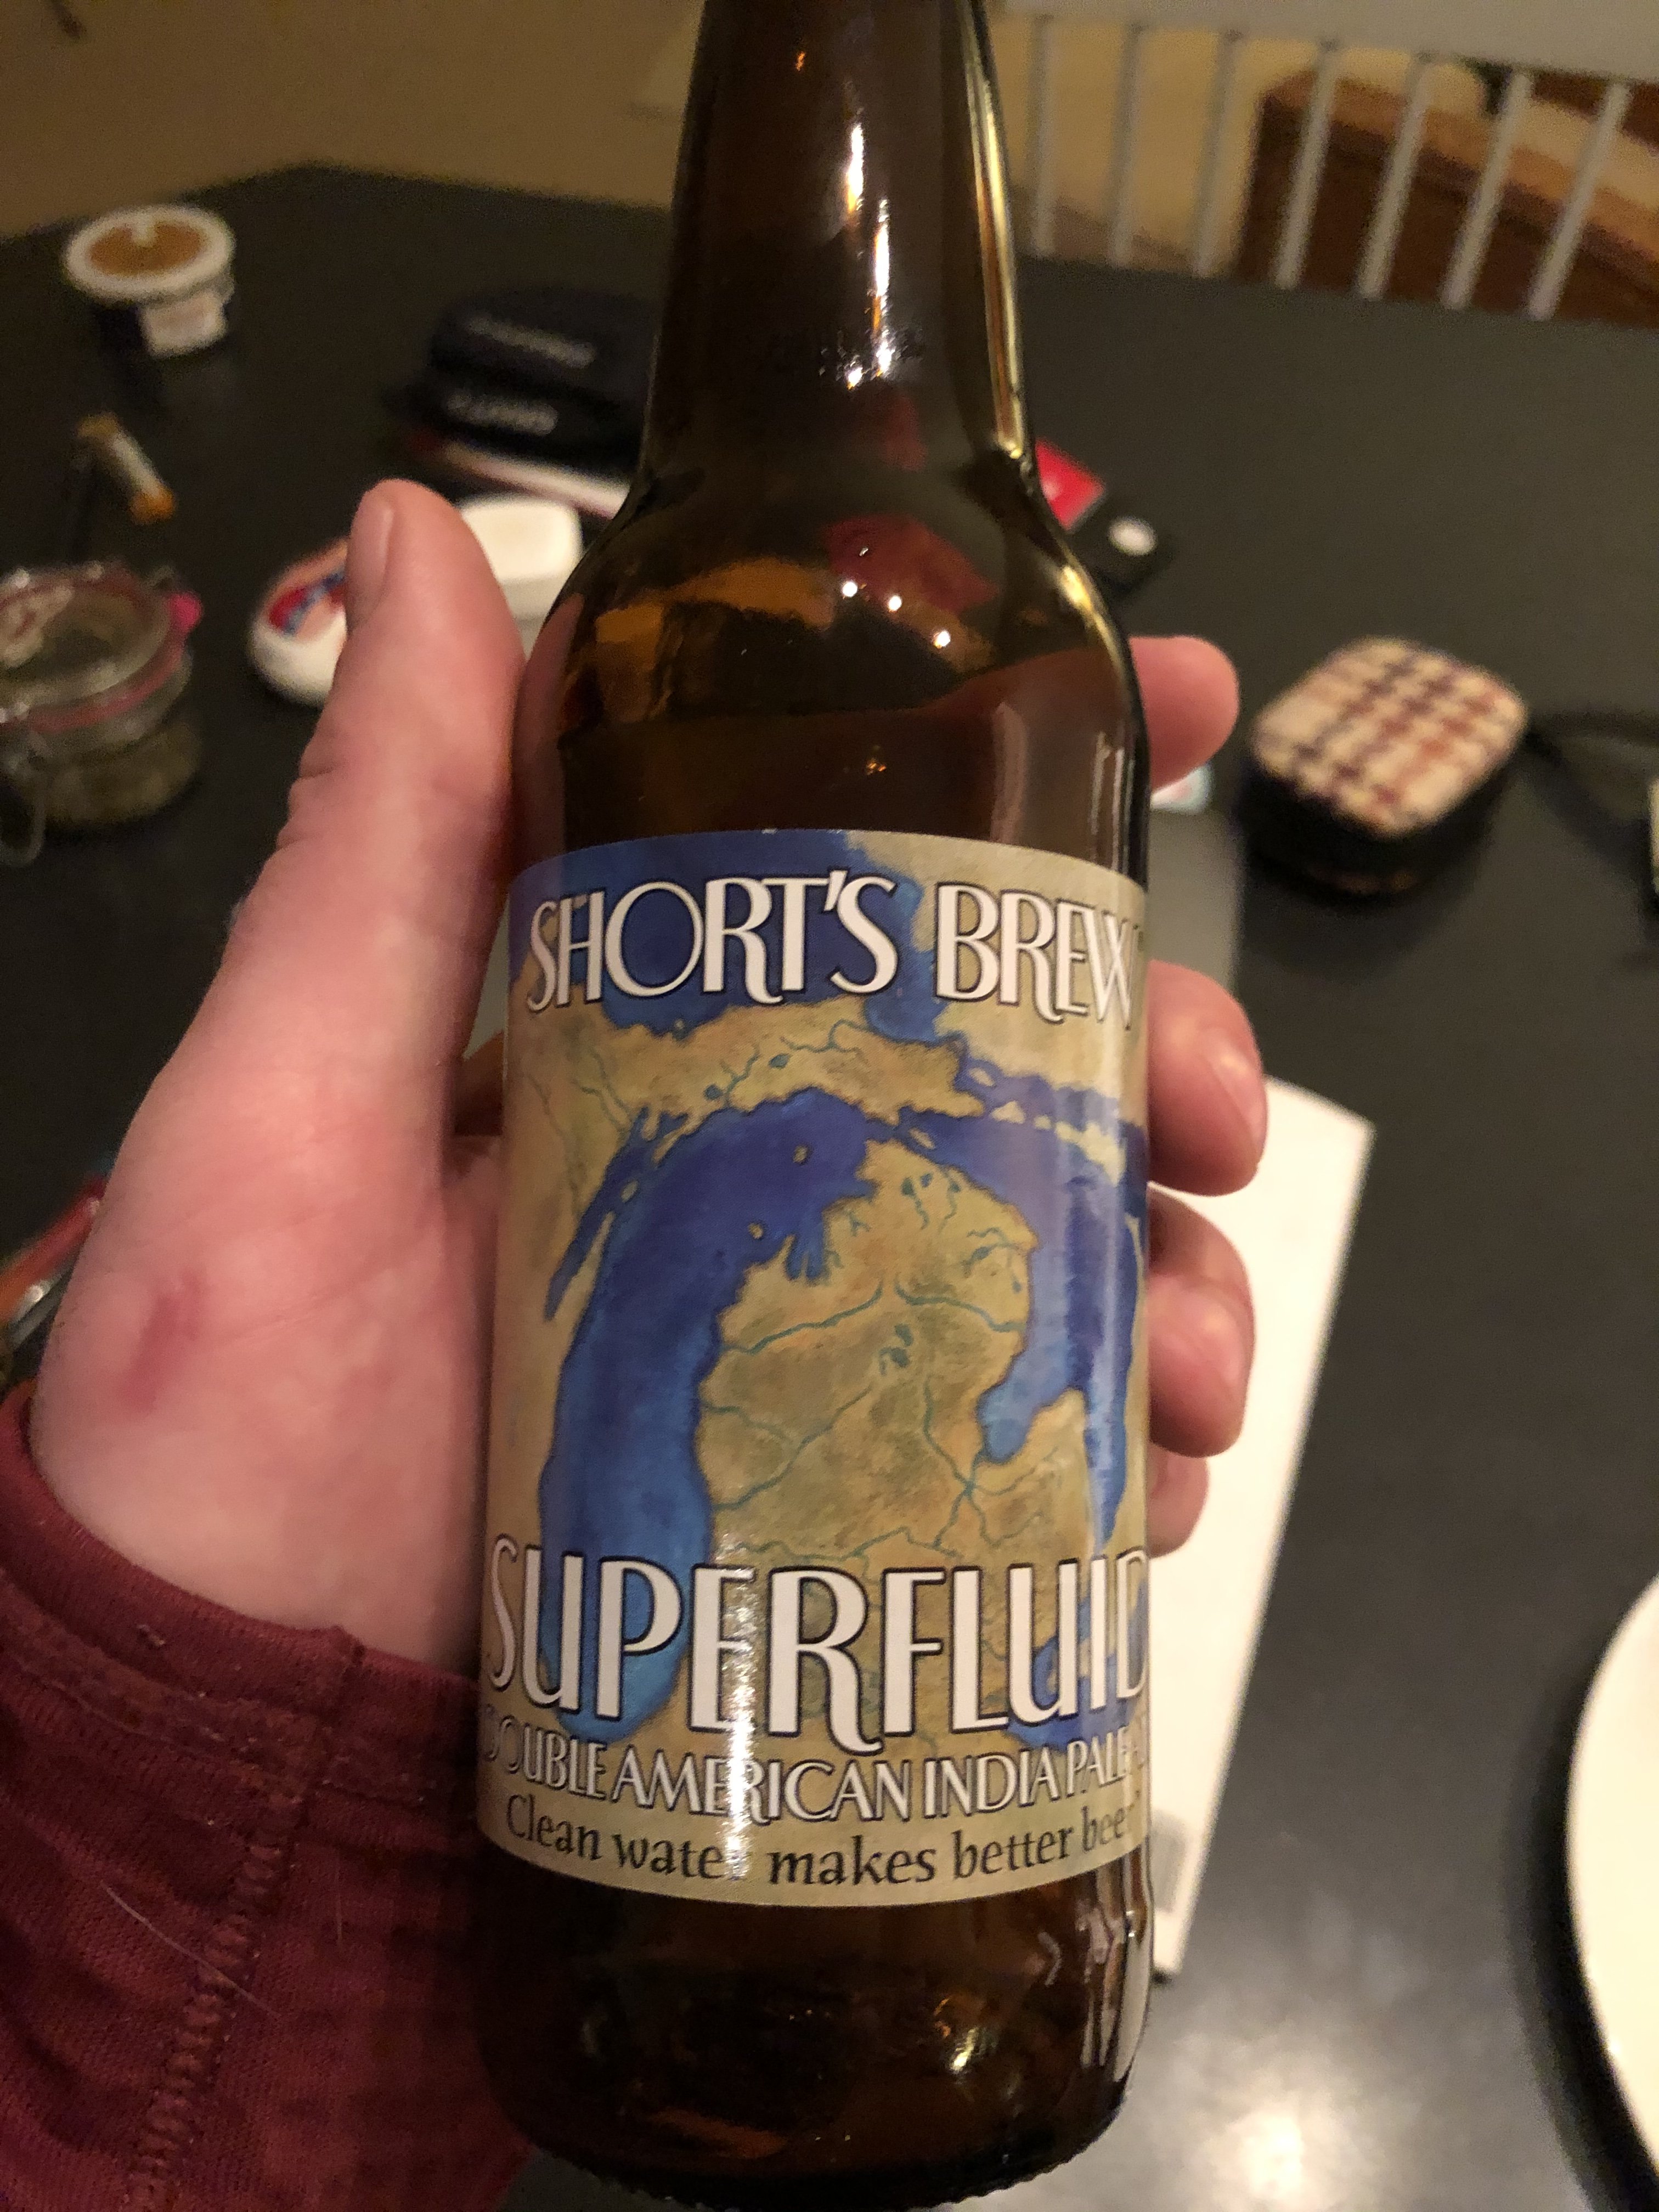 SHORT'S BREW
SUPERFLUID
DOUBLE AMERICAN INDIA PALE
Clean water makes better beer